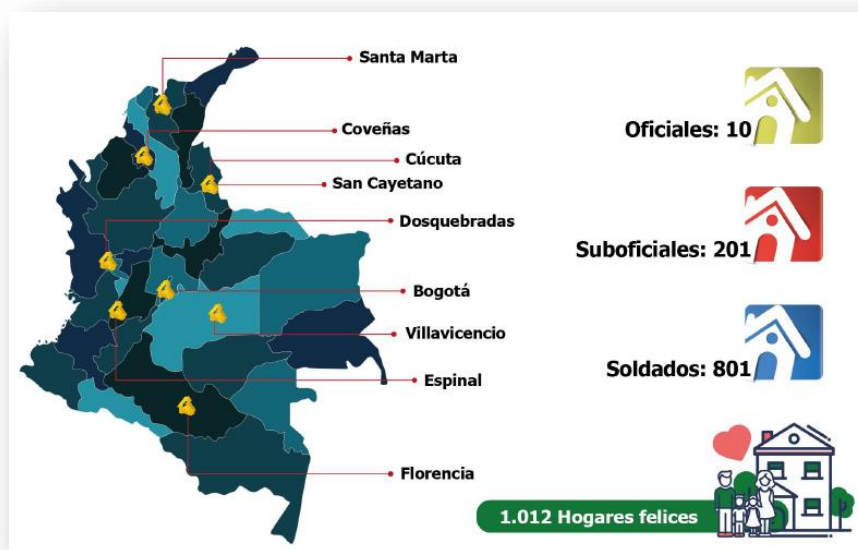 Santa Marta
Coveñas
Cúcuta
San Cayetano
Dosquebradas
Bogotá
Villavicencio
Espinal
Florencia
Oficiales: 10
Suboficiales: 201
Soldados: 801
1.012 Hogares felices